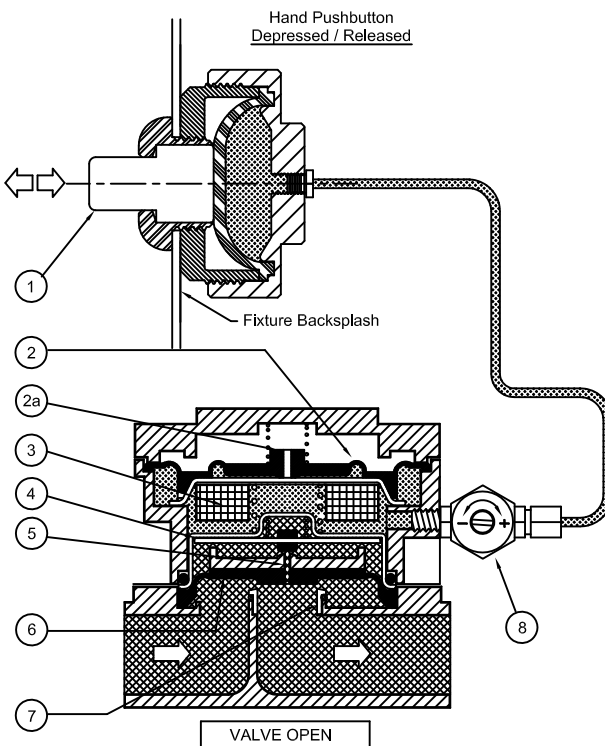 Hand Pushbutton
Depressed / Released
1
Fixture Backsplash
2
2a
3
4
5
- +
6
7
8
VALVE OPEN